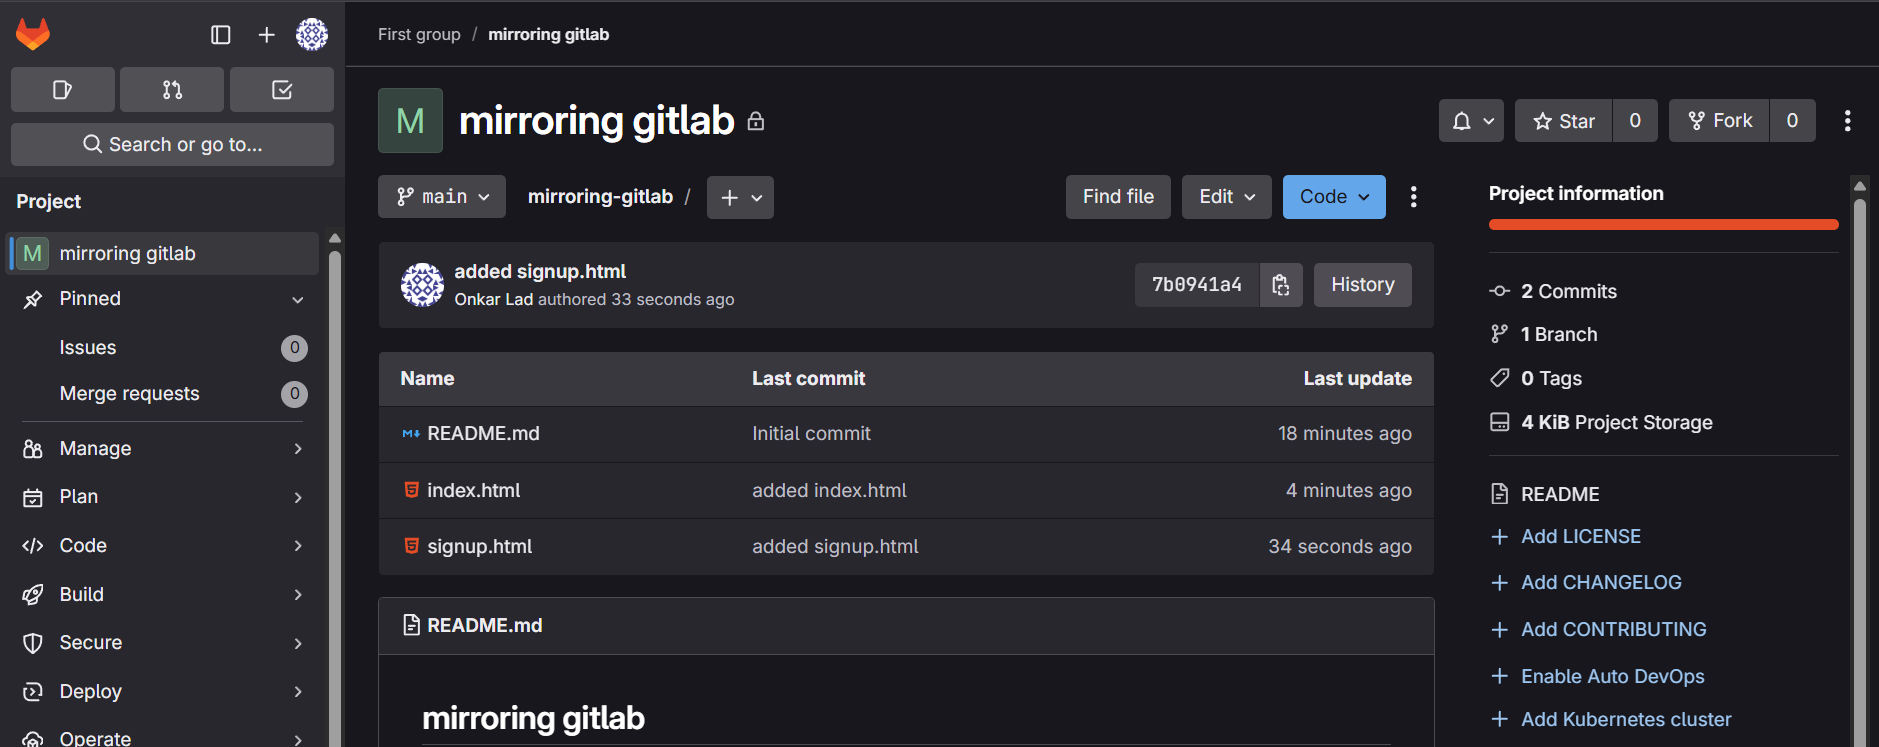 First group / mirroring gitlab
Search or go to...
Project
M mirroring gitlab
Pinned
Issues 0
Merge requests 0
Manage
Plan
Code
Build
Secure
Deploy
Operate
M mirroring gitlab
Star 0
Fork 0
main
mirroring-gitlab /
Find file
Edit
Code
added signup.html
Onkar Lad authored 33 seconds ago
7b0941a4
History
Name Last commit Last update
README.md Initial commit 18 minutes ago
index.html added index.html 4 minutes ago
signup.html added signup.html 34 seconds ago
README.md
mirroring gitlab
Project information
2 Commits
1 Branch
0 Tags
4 KiB Project Storage
README
+ Add LICENSE
+ Add CHANGELOG
+ Add CONTRIBUTING
+ Enable Auto DevOps
+ Add Kubernetes cluster